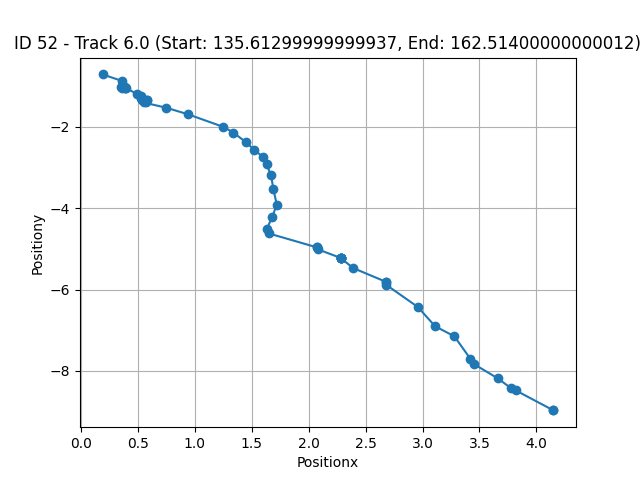 ID 52 - Track 6.0 (Start: 135.61299999999937, End: 162.51400000000012)
Positiony
−2
−4
−6
−8
0.0 0.5 1.0 1.5 2.0 2.5 3.0 3.5 4.0
Positionx